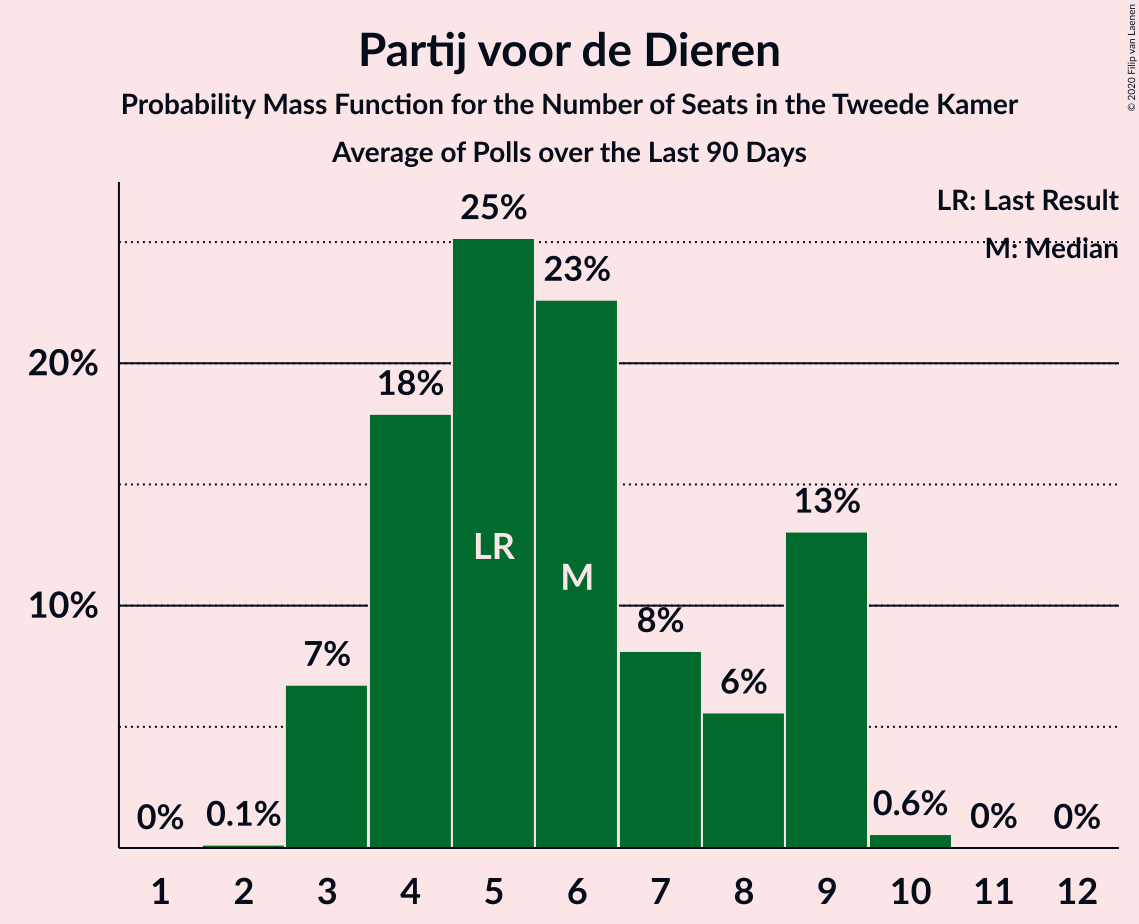 Partij voor de Dieren
Probability Mass Function for the Number of Seats in the Tweede Kamer
Average of Polls over the Last 90 Days
© 2020 Filip van Laenen
LR: Last Result
M: Median
25%
23%
20%
18%
13%
LR
M
10%
8%
7%
6%
0%
0.1%
0.6%
0%
0%
1 2 3 4 5 6 7 8 9 10 11 12